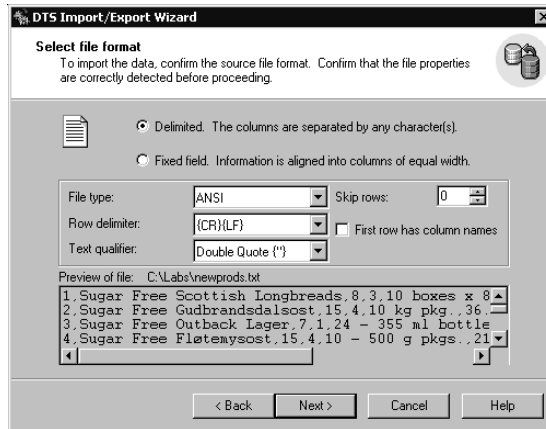 DTS Import/Export Wizard
Select file format
To import the data, confirm the source file format. Confirm that the file properties
are correctly detected before proceeding.
Delimited. The columns are separated by any character(s).
Fixed field. Information is aligned into columns of equal width.
File type: ANSI Skip rows: 0
Row delimiter: {CR}{LF} First row has column names
Text qualifier: Double Quote {"}
Preview of file: C:\Labs\newprods.txt
1,Sugar Free Scottish Longbreads,8,3,10 boxes x 8
2,Sugar Free Gudbrandsdalsost,15,4,10 kg pkg.,36.
3,Sugar Free Outback Lager,7,1,24 - 355 ml bottle
4,Sugar Free Fløtemysost,15,4,10 - 500 g pkgs.,21
< Back Next > Cancel Help